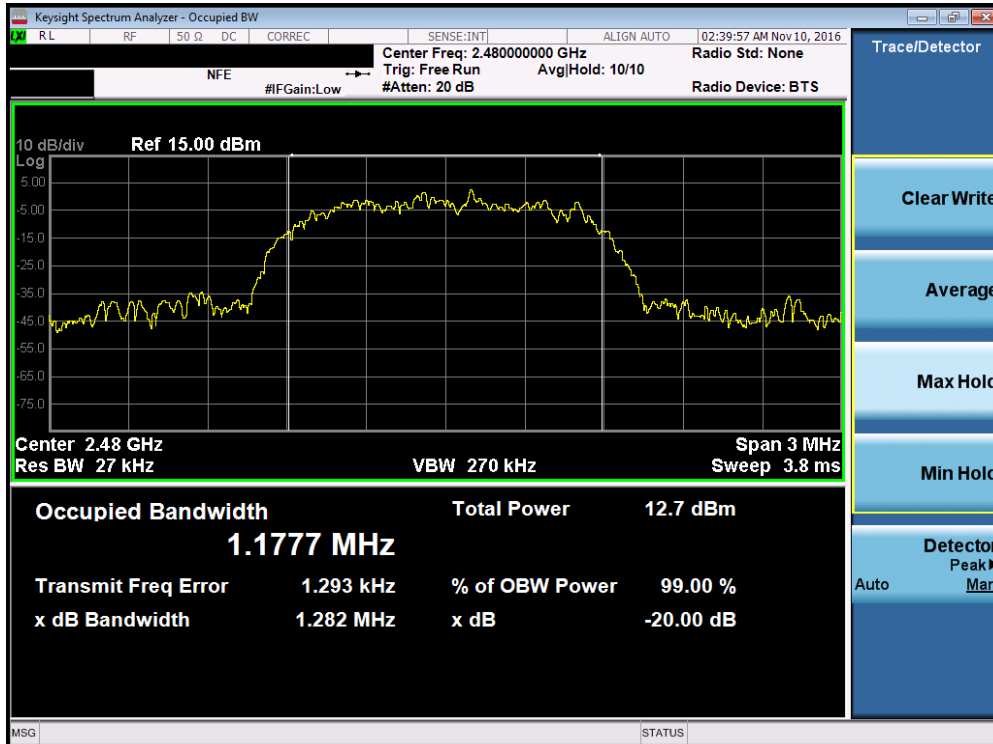 Keysight Spectrum Analyzer - Occupied BW
LXI RL RF 50 Ω DC CORREC SENSE:INT ALIGN AUTO 02:39:57 AM Nov 10, 2016
Center Freq: 2.480000000 GHz Radio Std: None
NFE Trig: Free Run Avg|Hold: 10/10
#IFGain:Low #Atten: 20 dB Radio Device: BTS
10 dB/div Ref 15.00 dBm
Log
5.00
-5.00
-15.0
-25.0
-35.0
-45.0
-55.0
-65.0
-75.0
Center 2.48 GHz Span 3 MHz
Res BW 27 kHz VBW 270 kHz Sweep 3.8 ms
Occupied Bandwidth Total Power 12.7 dBm
1.1777 MHz
Transmit Freq Error 1.293 kHz % of OBW Power 99.00 %
x dB Bandwidth 1.282 MHz x dB -20.00 dB
MSG STATUS
Trace/Detector
Clear Write
Average
Max Hold
Min Hold
Detector
Peak
Auto Man